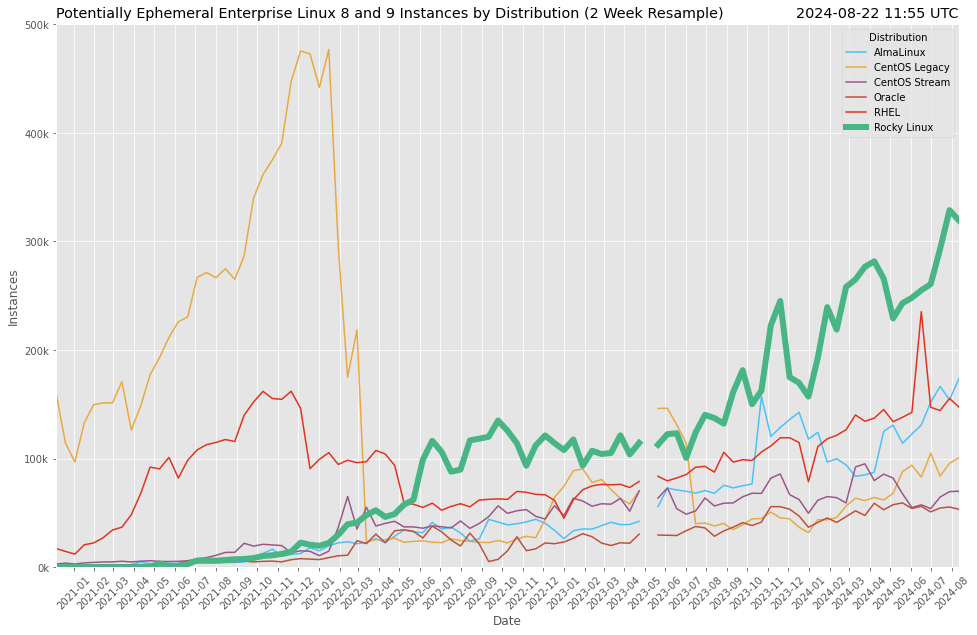 Potentially Ephemeral Enterprise Linux 8 and 9 Instances by Distribution (2 Week Resample)
2024-08-22 11:55 UTC
Distribution
AlmaLinux
CentOS Legacy
CentOS Stream
Oracle
RHEL
Rocky Linux
Instances
500k
400k
300k
200k
100k
0k
2021-01
2021-02
2021-03
2021-04
2021-05
2021-06
2021-07
2021-08
2021-09
2021-10
2021-11
2021-12
2022-01
2022-02
2022-03
2022-04
2022-05
2022-06
2022-07
2022-08
2022-09
2022-10
2022-11
2022-12
2023-01
2023-02
2023-03
2023-04
2023-05
2023-06
2023-07
2023-08
2023-09
2023-10
2023-11
2023-12
2024-01
2024-02
2024-03
2024-04
2024-05
2024-06
2024-07
2024-08
Date